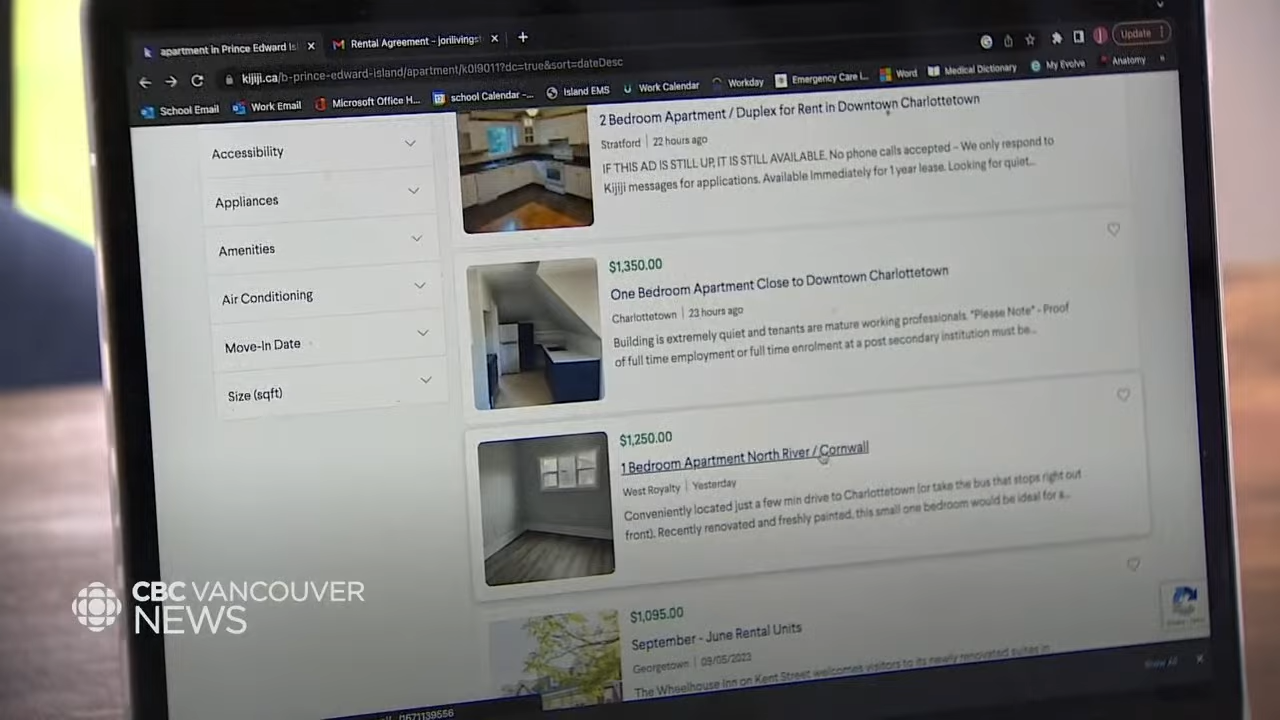 apartment in Prince Edward Isl
Rental Agreement - jorilivings
Update
kijiji.ca/b-prince-edward-island/apartment/k0l9011?dc=true&sort=dateDesc
School Email
Work Email
Microsoft Office H...
school Calendar -...
Island EMS
Work Calendar
Workday
Emergency Care I...
Word
Medical Dictionary
My Evolve
Anatomy
Accessibility
Appliances
Amenities
Air Conditioning
Move-In Date
Size (sqft)
2 Bedroom Apartment / Duplex for Rent in Downtown Charlottetown
Stratford | 22 hours ago
IF THIS AD IS STILL UP, IT IS STILL AVAILABLE. No phone calls accepted – We only respond to
Kijiji messages for applications. Available Immediately for 1 year lease. Looking for quiet...
$1,350.00
One Bedroom Apartment Close to Downtown Charlottetown
Charlottetown | 23 hours ago
Building is extremely quiet and tenants are mature working professionals. *Please Note* - Proof
of full time employment or full time enrolment at a post secondary institution must be...
$1,250.00
1 Bedroom Apartment North River / Cornwall
West Royalty | Yesterday
Conveniently located just a few min drive to Charlottetown (or take the bus that stops right out
front). Recently renovated and freshly painted, this small one bedroom would be ideal for a...
$1,095.00
September - June Rental Units
Georgetown | 09/05/2023
The Wheelhouse Inn on Kent Street welcomes visitors to its newly renovated suites in
Show All
CBC VANCOUVER
NEWS